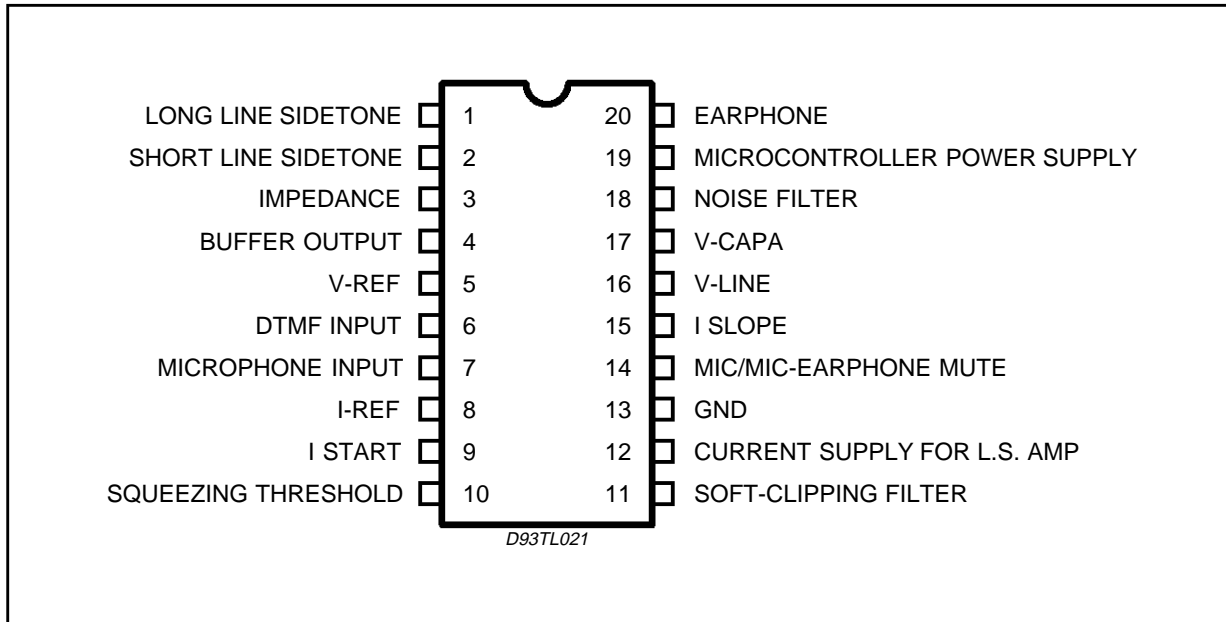 LONG LINE SIDETONE 1 20 EARPHONE
SHORT LINE SIDETONE 2 19 MICROCONTROLLER POWER SUPPLY
IMPEDANCE 3 18 NOISE FILTER
BUFFER OUTPUT 4 17 V-CAPA
V-REF 5 16 V-LINE
DTMF INPUT 6 15 I SLOPE
MICROPHONE INPUT 7 14 MIC/MIC-EARPHONE MUTE
I-REF 8 13 GND
I START 9 12 CURRENT SUPPLY FOR L.S. AMP
SQUEEZING THRESHOLD 10 11 SOFT-CLIPPING FILTER
D93TL021